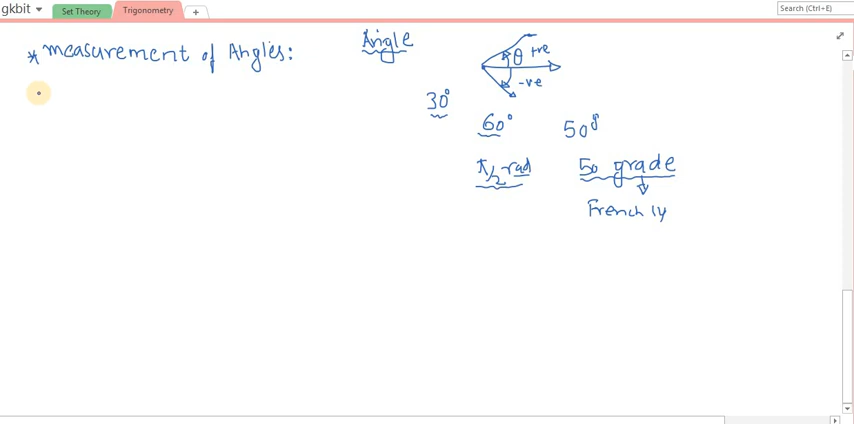 gkbit
Set Theory
Trigonometry
Search (Ctrl+E)
* Measurement of Angles:
Angle
θ +ve
-ve
30°
60°
50g
π/2 rad
50 grade
French ly